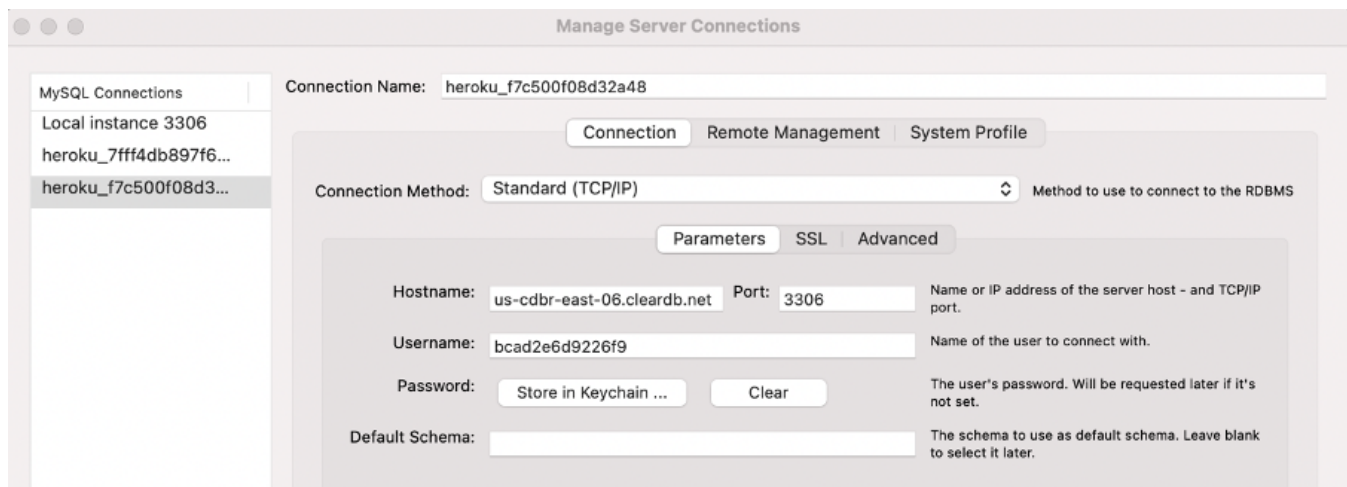 Manage Server Connections
MySQL Connections
Local instance 3306
heroku_7fff4db897f6...
heroku_f7c500f08d3...
Connection Name: heroku_f7c500f08d32a48
Connection Remote Management System Profile
Connection Method: Standard (TCP/IP) Method to use to connect to the RDBMS
Parameters SSL Advanced
Hostname: us-cdbr-east-06.cleardb.net Port: 3306 Name or IP address of the server host - and TCP/IP
port.
Username: bcad2e6d9226f9 Name of the user to connect with.
Password: Store in Keychain ... Clear The user's password. Will be requested later if it's
not set.
Default Schema: The schema to use as default schema. Leave blank
to select it later.